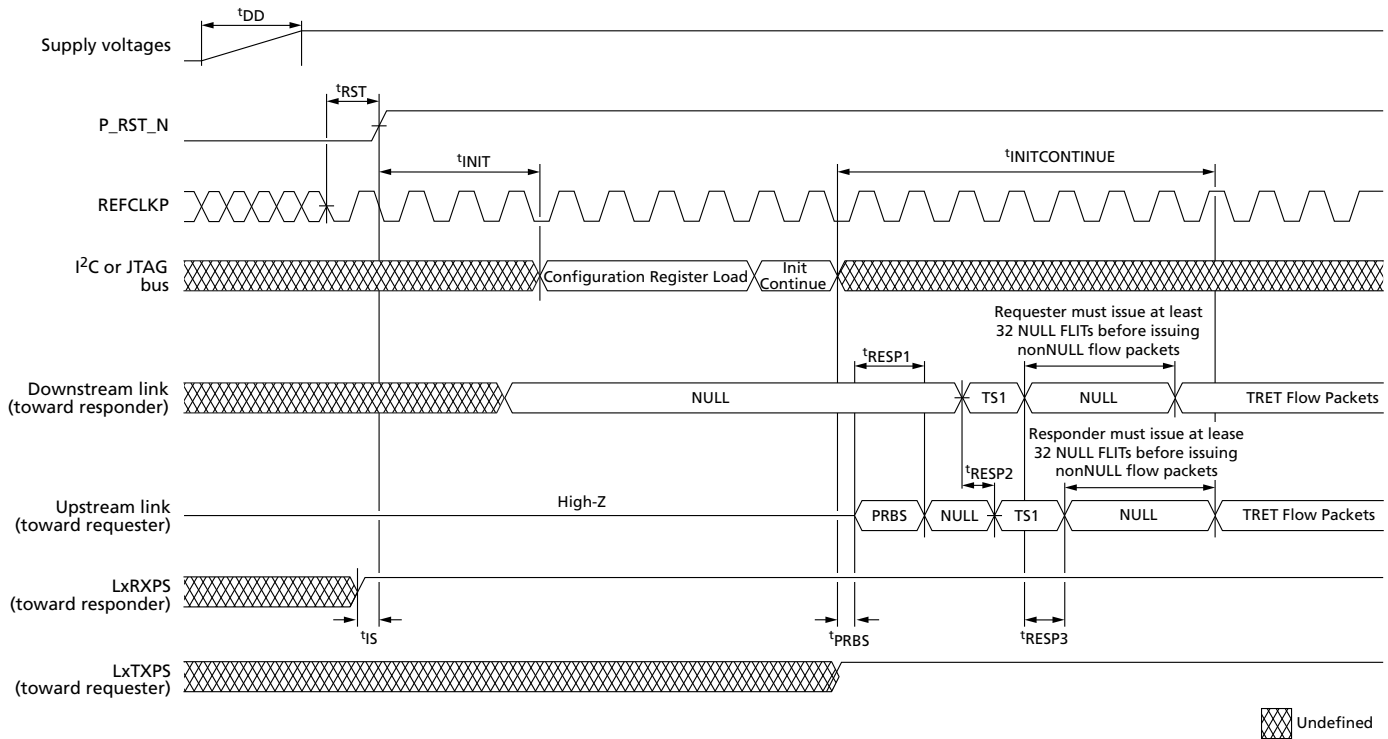 tDD
Supply voltages
tRST
P_RST_N
tINIT
tINITCONTINUE
REFCLKP
I2C or JTAG
bus
Configuration Register Load
Init
Continue
Requester must issue at least
32 NULL FLITs before issuing
nonNULL flow packets
tRESP1
Downstream link
(toward responder)
NULL
TS1
NULL
TRET Flow Packets
Responder must issue at lease
32 NULL FLITs before issuing
nonNULL flow packets
tRESP2
Upstream link
(toward requester)
High-Z
PRBS
NULL
TS1
NULL
TRET Flow Packets
LxRXPS
(toward responder)
tIS
tPRBS
tRESP3
LxTXPS
(toward requester)
Undefined